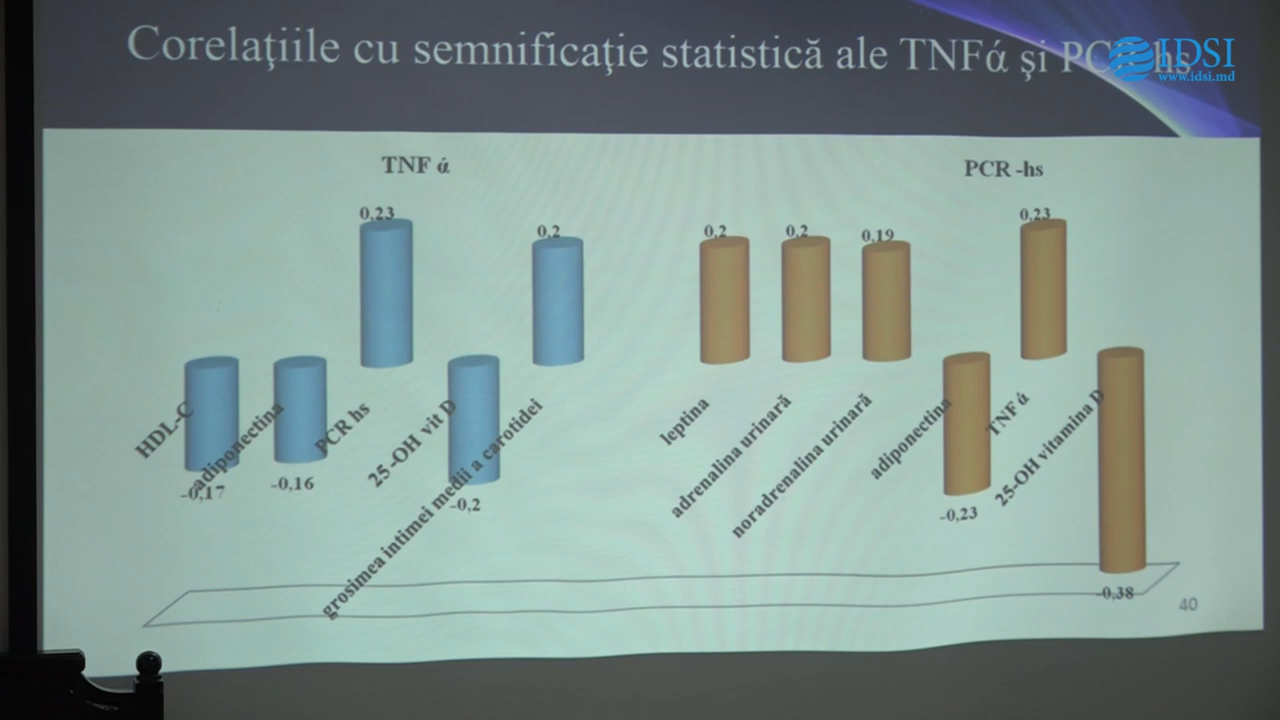 Corelaţiile cu semnificaţie statistică ale TNFά şi PCR-hs
IDSI
www.idsi.md
TNF ά
PCR -hs
0,23
0,2
0,2
0,2
0,19
0,23
HDL-C
adiponectina
PCR hs
25-OH vit D
grosimea intimei medii a carotidei
leptina
adrenalina urinară
noradrenalina urinară
adiponectina
TNFά
25-OH vitamina D
-0,17
-0,16
-0,2
-0,23
-0,38
40